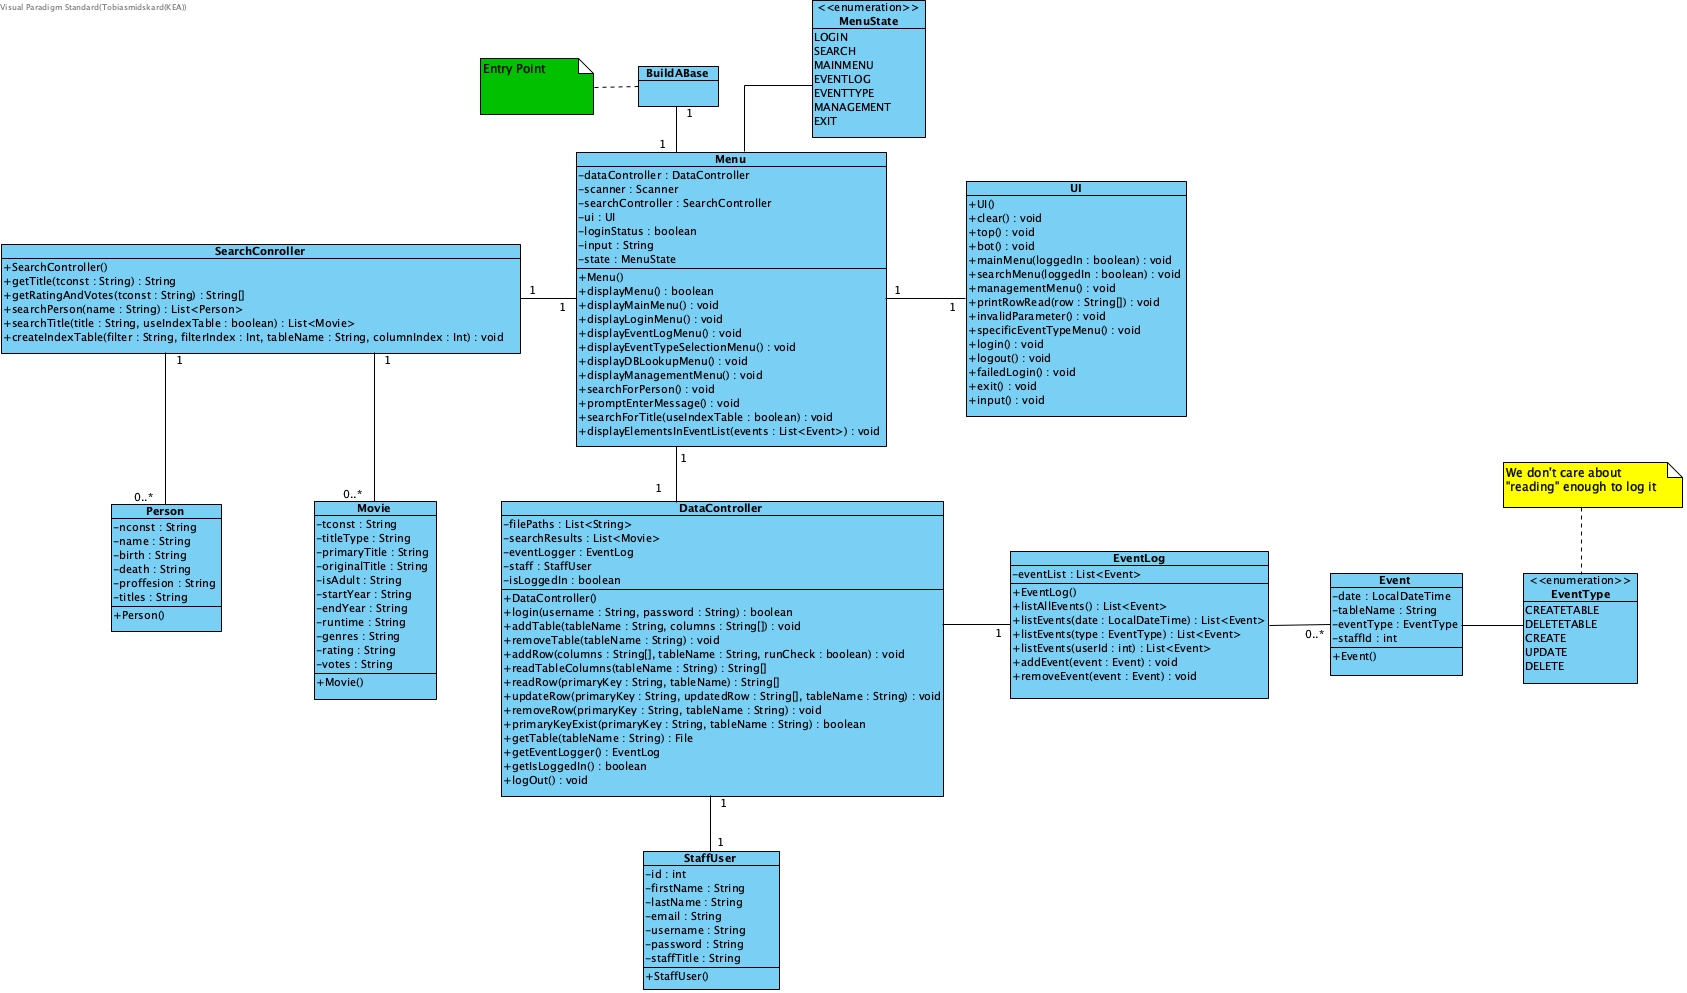 Visual Paradigm Standard(Tobiasmidskard(KEA))
<<enumeration>>
MenuState
LOGIN
SEARCH
MAINMENU
EVENTLOG
EVENTTYPE
MANAGEMENT
EXIT
Entry Point
BuildABase
1
1
Menu
-dataController : DataController
-scanner : Scanner
-searchController : SearchController
-ui : UI
-loginStatus : boolean
-input : String
-state : MenuState
+Menu()
+displayMenu() : boolean
+displayMainMenu() : void
+displayLoginMenu() : void
+displayEventLogMenu() : void
+displayEventTypeSelectionMenu() : void
+displayDBLookupMenu() : void
+displayManagementMenu() : void
+searchForPerson() : void
+promptEnterMessage() : void
+searchForTitle(useIndexTable : boolean) : void
+displayElementsInEventList(events : List<Event>) : void
UI
+UI()
+clear() : void
+top() : void
+bot() : void
+mainMenu(loggedIn : boolean) : void
+searchMenu(loggedIn : boolean) : void
+managementMenu() : void
+printRowRead(row : String[]) : void
+invalidParameter() : void
+specificEventTypeMenu() : void
+login() : void
+logout() : void
+failedLogin() : void
+exit() : void
+input() : void
1
1
SearchConroller
+SearchController()
+getTitle(tconst : String) : String
+getRatingAndVotes(tconst : String) : String[]
+searchPerson(name : String) : List<Person>
+searchTitle(title : String, useIndexTable : boolean) : List<Movie>
+createIndexTable(filter : String, filterIndex : Int, tableName : String, columnIndex : Int) : void
1
1
1
1
0..*
0..*
Person
-nconst : String
-name : String
-birth : String
-death : String
-proffesion : String
-titles : String
+Person()
Movie
-tconst : String
-titleType : String
-primaryTitle : String
-originalTitle : String
-isAdult : String
-startYear : String
-endYear : String
-runtime : String
-genres : String
-rating : String
-votes : String
+Movie()
1
1
DataController
-filePaths : List<String>
-searchResults : List<Movie>
-eventLogger : EventLog
-staff : StaffUser
-isLoggedIn : boolean
+DataController()
+login(username : String, password : String) : boolean
+addTable(tableName : String, columns : String[]) : void
+removeTable(tableName : String) : void
+addRow(columns : String[], tableName : String, runCheck : boolean) : void
+readTableColumns(tableName : String) : String[]
+readRow(primaryKey : String, tableName) : String[]
+updateRow(primaryKey : String, updatedRow : String[], tableName : String) : void
+removeRow(primaryKey : String, tableName : String) : void
+primaryKeyExist(primaryKey : String, tableName : String) : boolean
+getTable(tableName : String) : File
+getEventLogger() : EventLog
+getIsLoggedIn() : boolean
+logOut() : void
1
EventLog
-eventList : List<Event>
+EventLog()
+listAllEvents() : List<Event>
+listEvents(date : LocalDateTime) : List<Event>
+listEvents(type : EventType) : List<Event>
+listEvents(userId : int) : List<Event>
+addEvent(event : Event) : void
+removeEvent(event : Event) : void
0..*
Event
-date : LocalDateTime
-tableName : String
-eventType : EventType
-staffId : int
+Event()
We don't care about
"reading" enough to log it
<<enumeration>>
EventType
CREATETABLE
DELETETABLE
CREATE
UPDATE
DELETE
1
1
StaffUser
-id : int
-firstName : String
-lastName : String
-email : String
-username : String
-password : String
-staffTitle : String
+StaffUser()